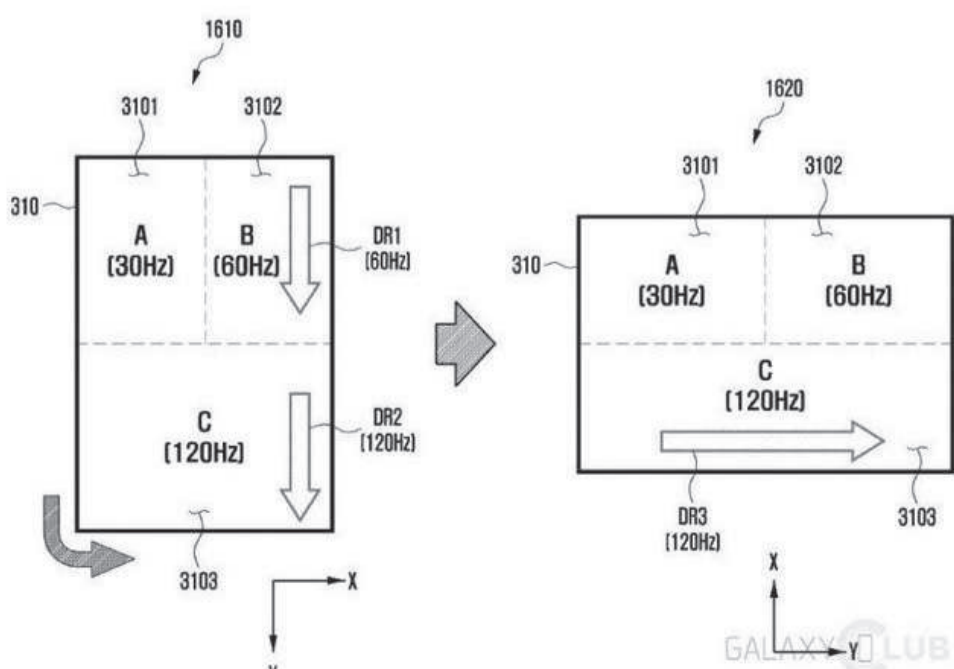 1610
3101
3102
310
A
(30Hz)
B
(60Hz)
DR1
(60Hz)
C
(120Hz)
DR2
(120Hz)
3103
X
1620
3101
3102
310
A
(30Hz)
B
(60Hz)
C
(120Hz)
DR3
(120Hz)
3103
X
Y
GALAXY LUB